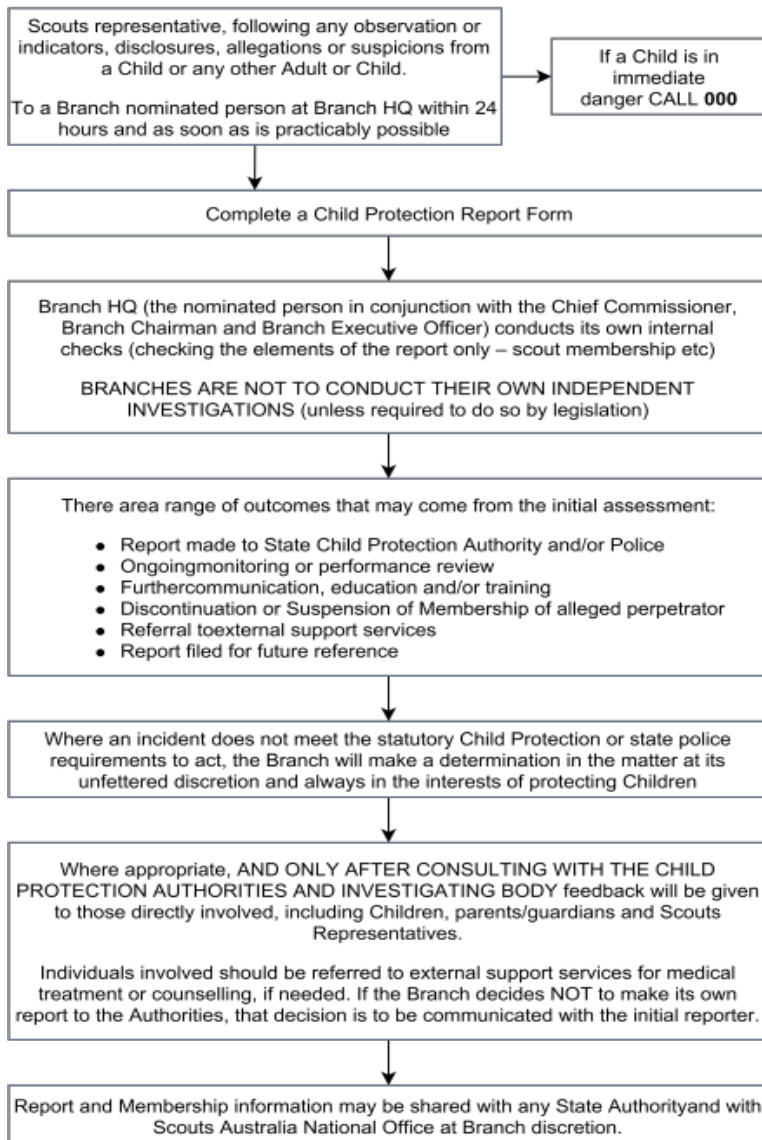 Scouts representative, following any observation or
indicators, disclosures, allegations or suspicions from
a Child or any other Adult or Child.
To a Branch nominated person at Branch HQ within 24
hours and as soon as is practicably possible
If a Child is in
immediate
danger CALL 000
Complete a Child Protection Report Form
Branch HQ (the nominated person in conjunction with the Chief Commissioner,
Branch Chairman and Branch Executive Officer) conducts its own internal
checks (checking the elements of the report only – scout membership etc)
BRANCHES ARE NOT TO CONDUCT THEIR OWN INDEPENDENT
INVESTIGATIONS (unless required to do so by legislation)
There area range of outcomes that may come from the initial assessment:
● Report made to State Child Protection Authority and/or Police
● Ongoingmonitoring or performance review
● Furthercommunication, education and/or training
● Discontinuation or Suspension of Membership of alleged perpetrator
● Referral toexternal support services
● Report filed for future reference
Where an incident does not meet the statutory Child Protection or state police
requirements to act, the Branch will make a determination in the matter at its
unfettered discretion and always in the interests of protecting Children
Where appropriate, AND ONLY AFTER CONSULTING WITH THE CHILD
PROTECTION AUTHORITIES AND INVESTIGATING BODY feedback will be given
to those directly involved, including Children, parents/guardians and Scouts
Representatives.
Individuals involved should be referred to external support services for medical
treatment or counselling, if needed. If the Branch decides NOT to make its own
report to the Authorities, that decision is to be communicated with the initial reporter.
Report and Membership information may be shared with any State Authorityand with
Scouts Australia National Office at Branch discretion.